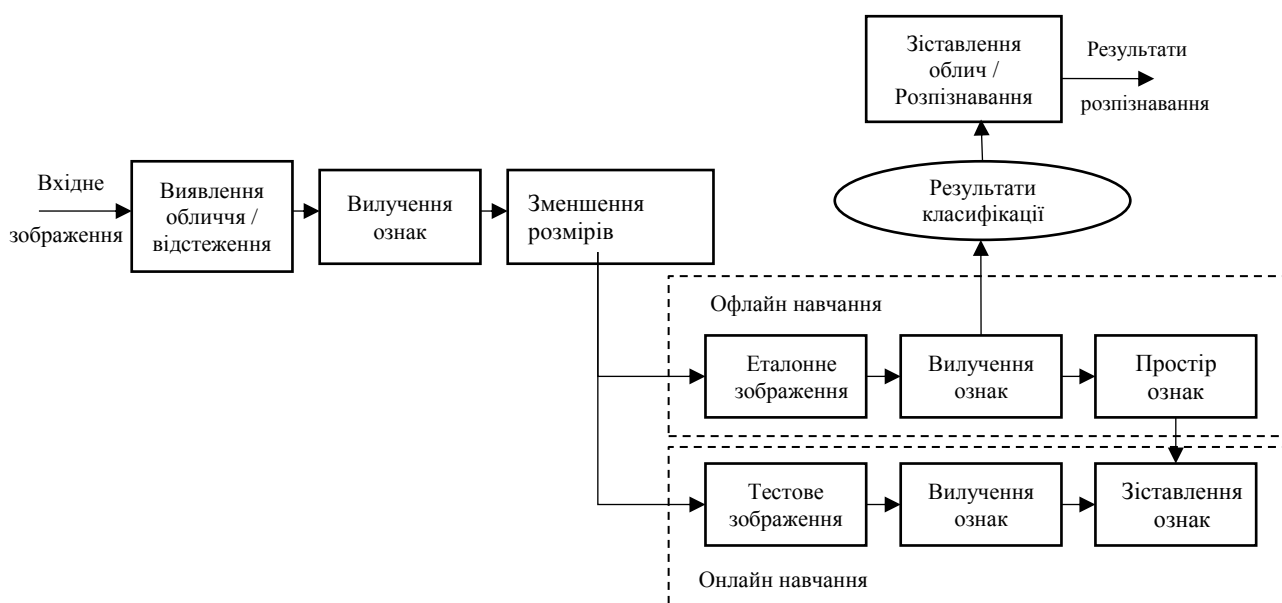 Зіставлення
облич /
Розпізнавання
Результати
розпізнавання
Вхідне
зображення
Виявлення
обличчя /
відстеження
Вилучення
ознак
Зменшення
розмірів
Результати
класифікації
Офлайн навчання
Еталонне
зображення
Вилучення
ознак
Простір
ознак
Тестове
зображення
Вилучення
ознак
Зіставлення
ознак
Онлайн навчання